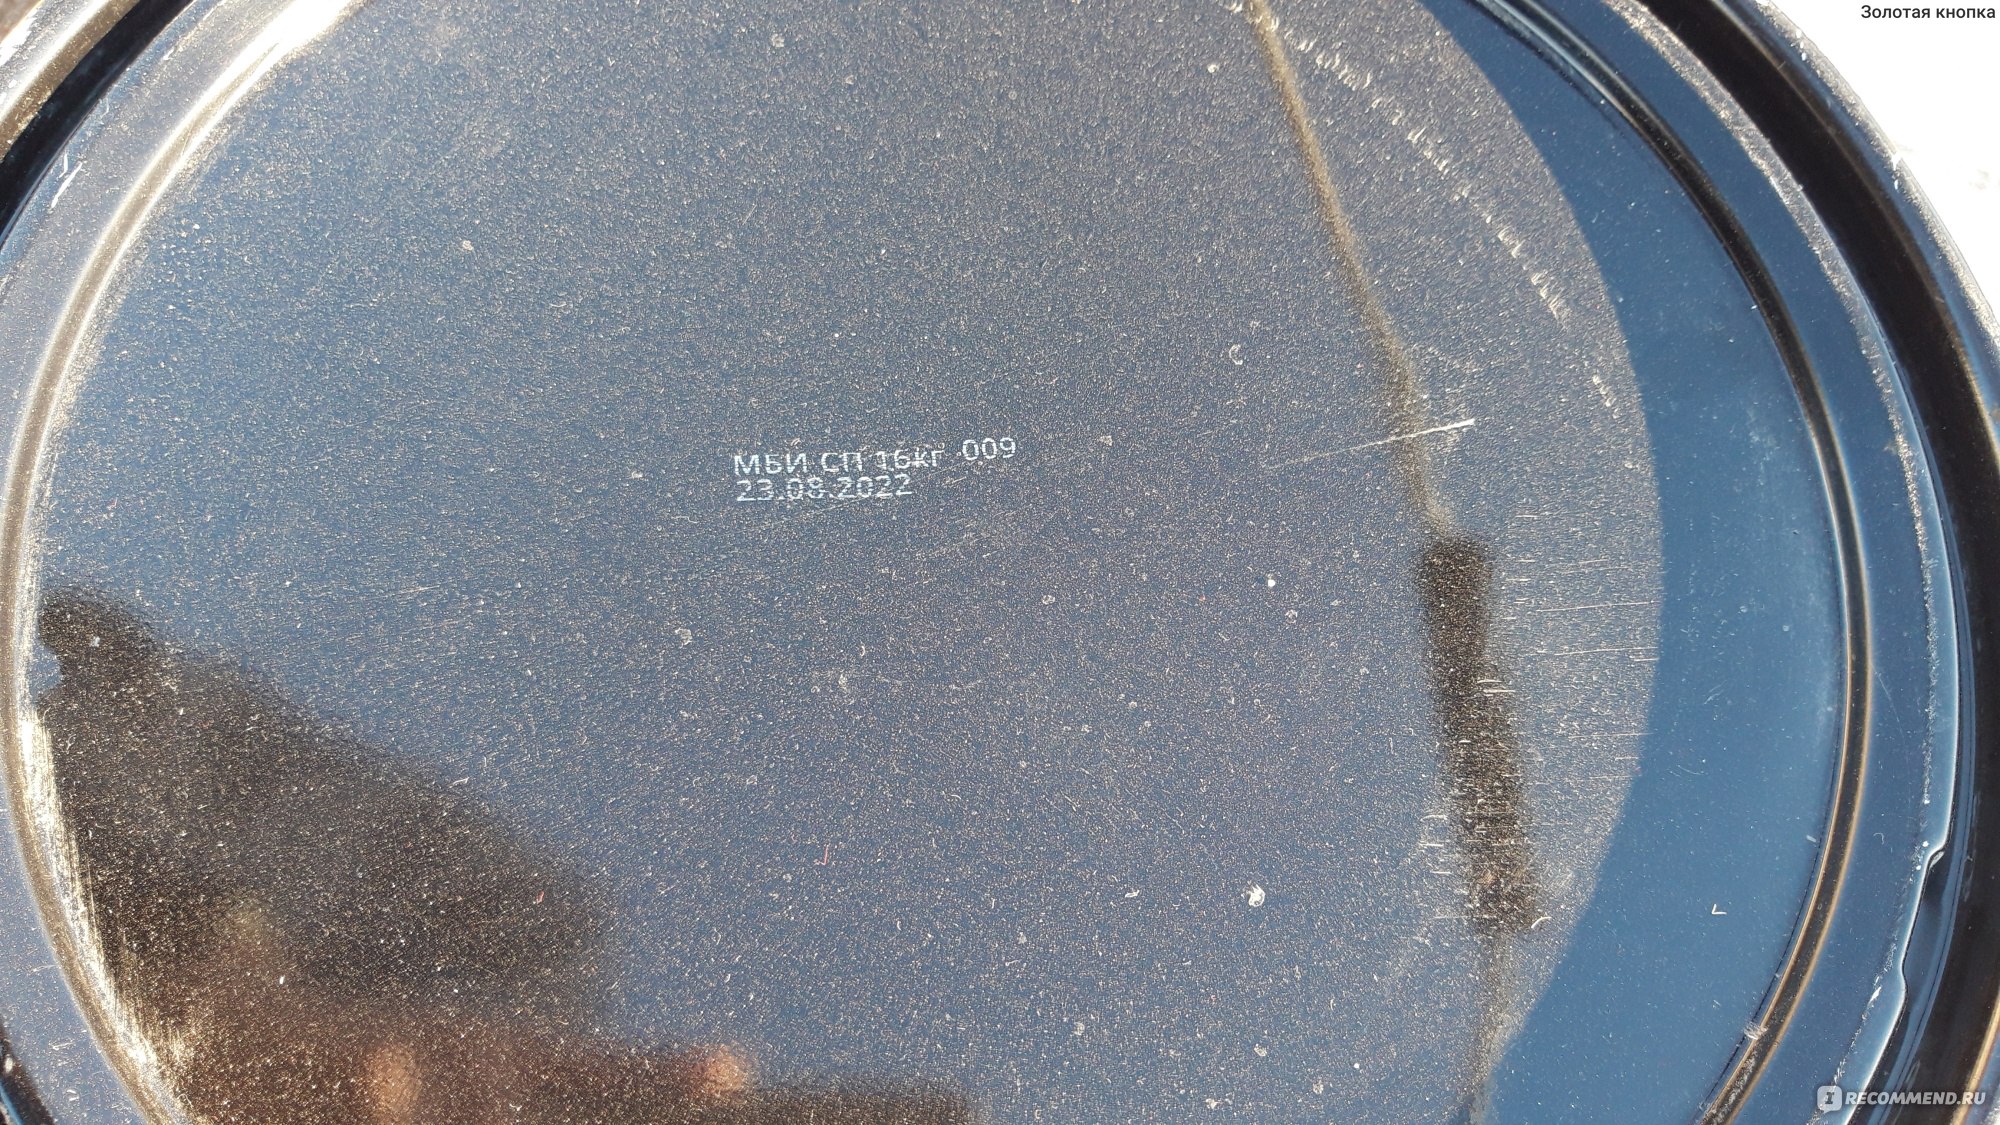 Золотая кнопка
МБИ СП 16кг 009
23.08.2022
I RECOMMEND.RU